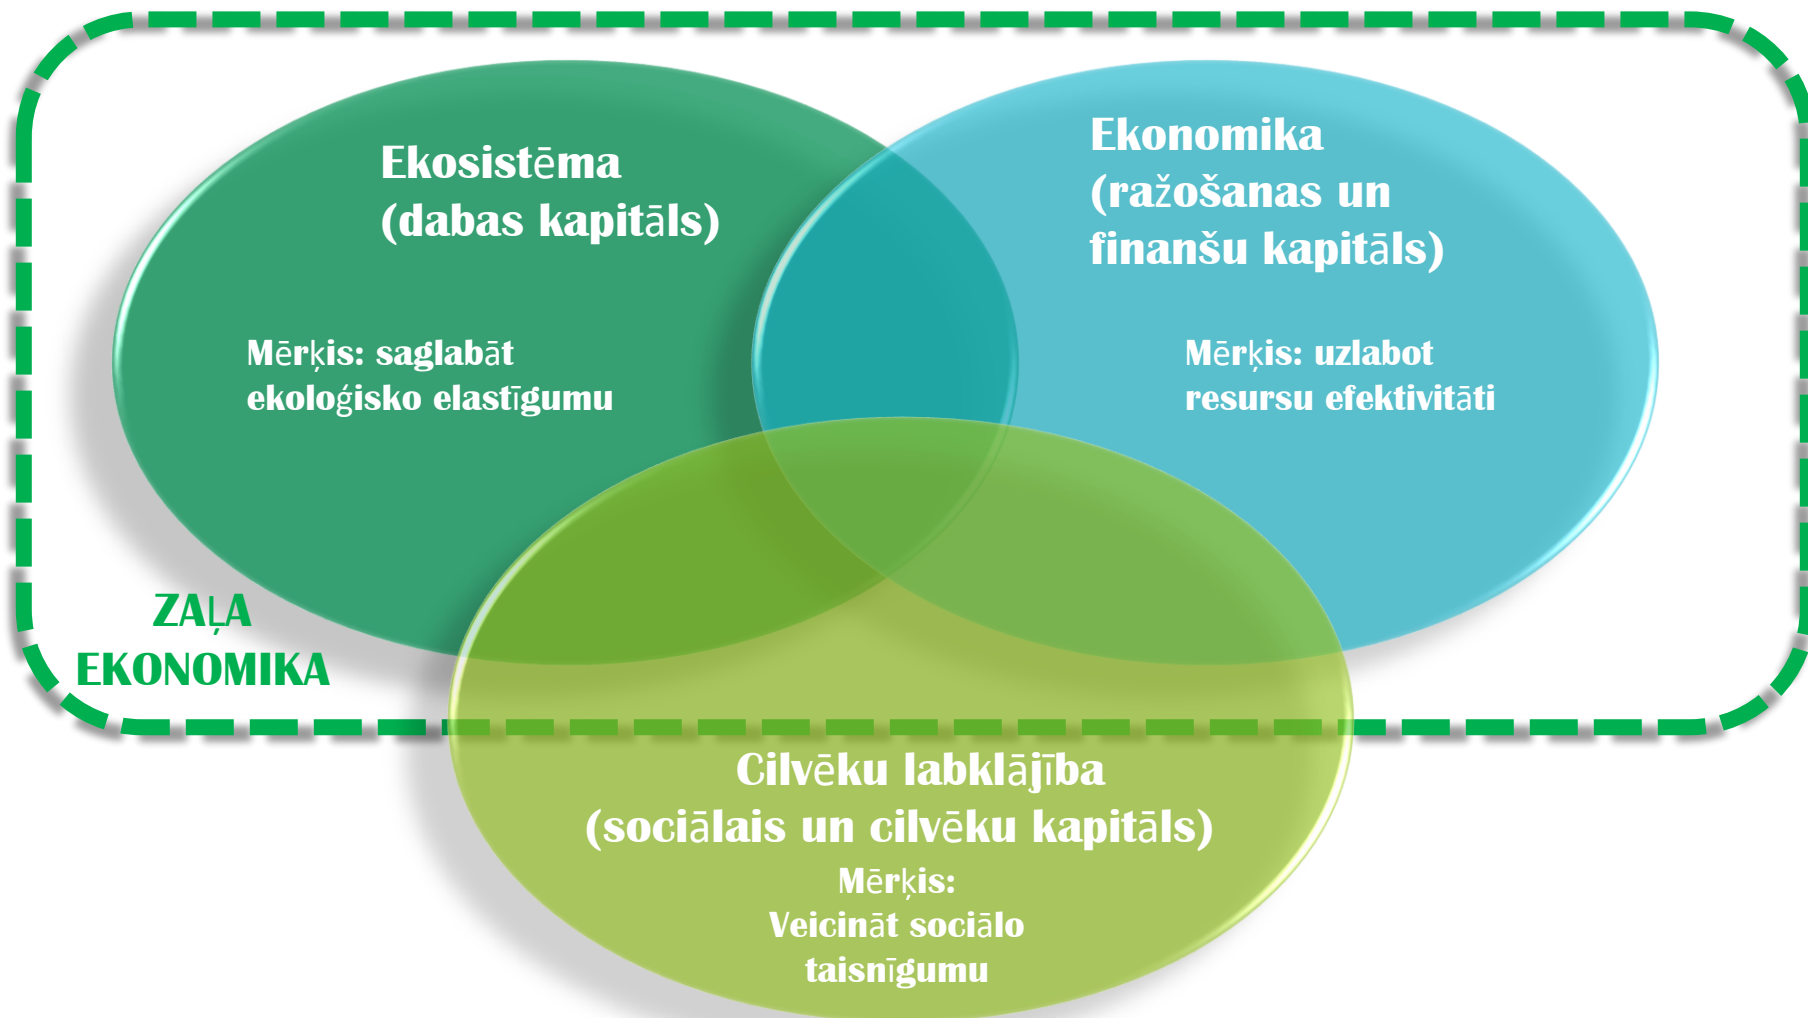 Ekosistēma
(dabas kapitāls)
Mērķis: saglabāt
ekoloģisko elastīgumu
Ekonomika
(ražošanas un
finanšu kapitāls)
Mērķis: uzlabot
resursu efektivitāti
ZAĻA
EKONOMIKA
Cilvēku labklājība
(sociālais un cilvēku kapitāls)
Mērķis:
Veicināt sociālo
taisnīgumu